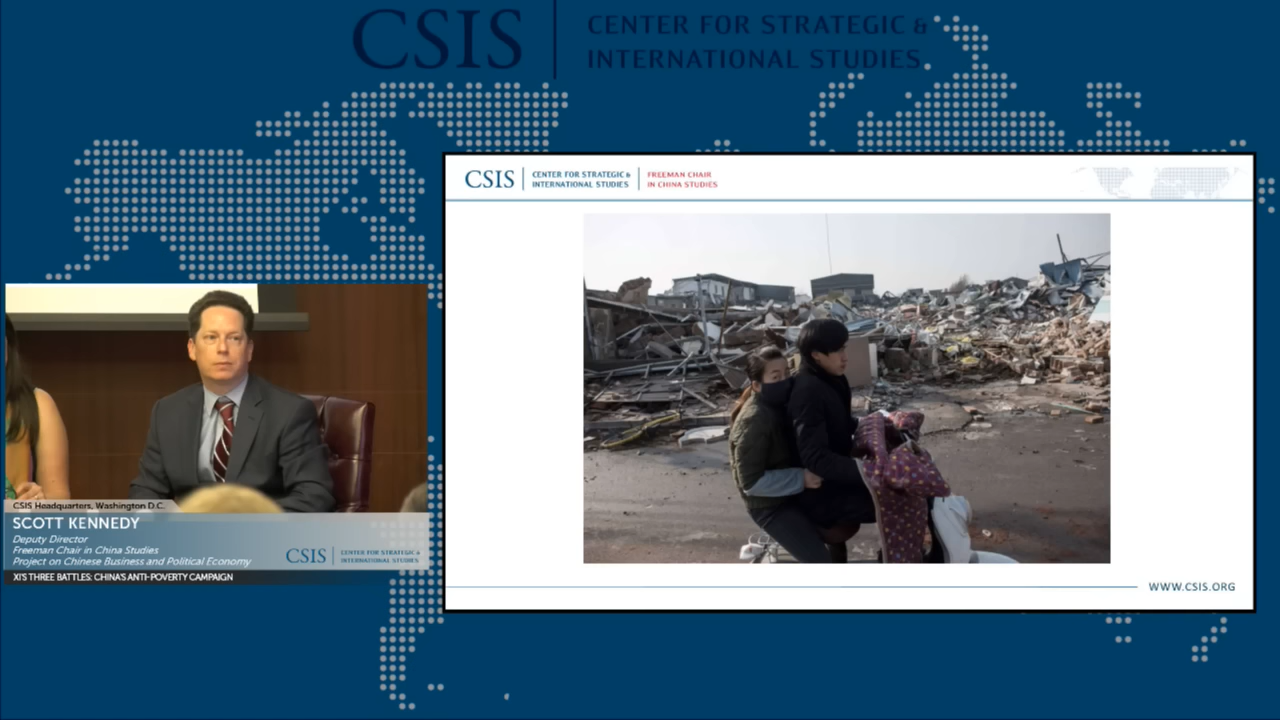 CSIS
CENTER FOR STRATEGIC &
INTERNATIONAL STUDIES
CSIS
CENTER FOR STRATEGIC &
INTERNATIONAL STUDIES
FREEMAN CHAIR
IN CHINA STUDIES
CSIS Headquarters, Washington D.C.
SCOTT KENNEDY
Deputy Director
Freeman Chair in China Studies
Project on Chinese Business and Political Economy
CSIS
CENTER FOR STRATEGIC &
INTERNATIONAL STUDIES
XI'S THREE BATTLES: CHINA'S ANTI-POVERTY CAMPAIGN
WWW.CSIS.ORG